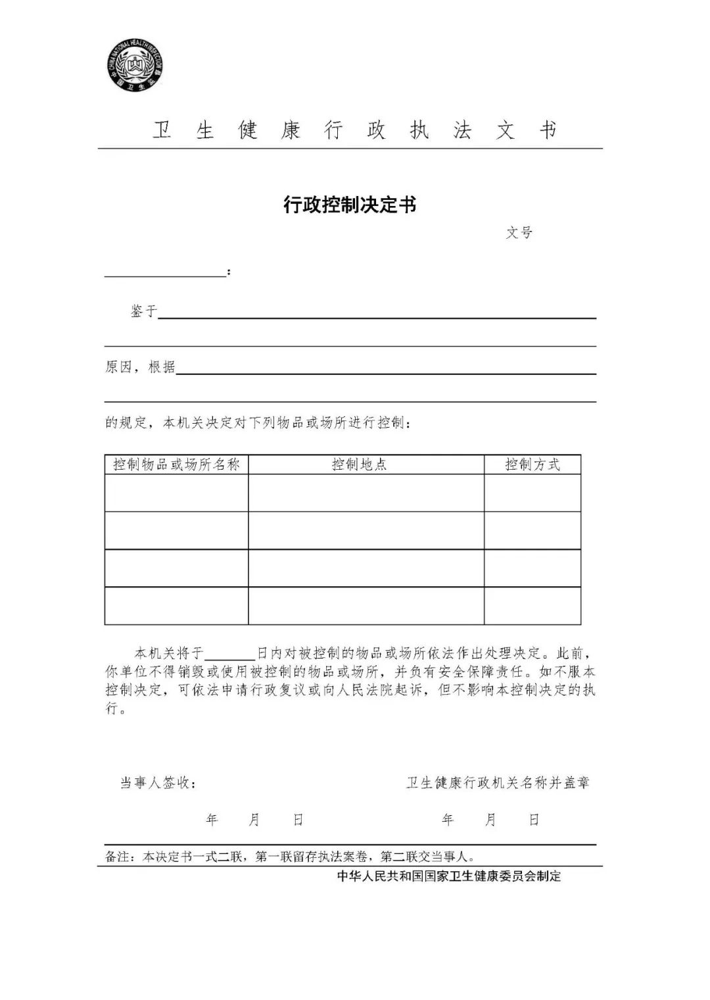 CHINA NATIONAL HEALTH INSPECTION
中国卫生监督
卫生健康行政执法文书
行政控制决定书
文号
：
鉴于
原因，根据
的规定，本机关决定对下列物品或场所进行控制：
控制物品或场所名称 控制地点 控制方式
本机关将于 日内对被控制的物品或场所依法作出处理决定。此前，
你单位不得销毁或使用被控制的物品或场所，并负有安全保障责任。如不服本
控制决定，可依法申请行政复议或向人民法院起诉，但不影响本控制决定的执
行。
当事人签收： 卫生健康行政机关名称并盖章
年 月 日 年 月 日
备注：本决定书一式二联，第一联留存执法案卷，第二联交当事人。
中华人民共和国国家卫生健康委员会制定